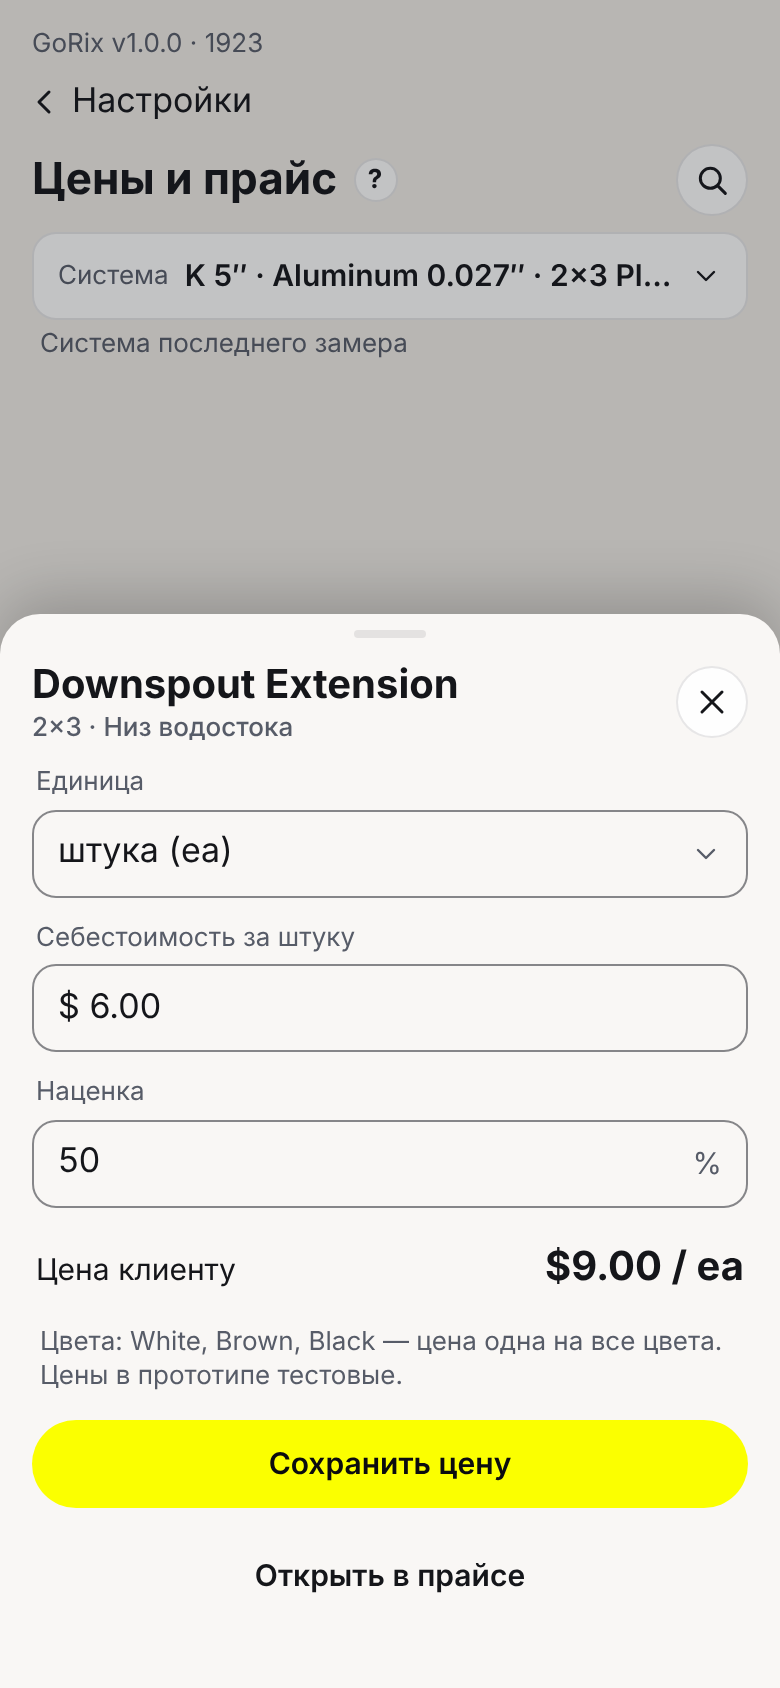 GoRix v1.0.0 · 1923
Настройки
Цены и прайс ?
Система K 5″ · Aluminum 0.027″ · 2×3 Pl...
Система последнего замера
Downspout Extension
2×3 · Низ водостока
Единица
штука (ea)
Себестоимость за штуку
$ 6.00
Наценка
50 %
Цена клиенту $9.00 / ea
Цвета: White, Brown, Black — цена одна на все цвета.
Цены в прототипе тестовые.
Сохранить цену
Открыть в прайсе